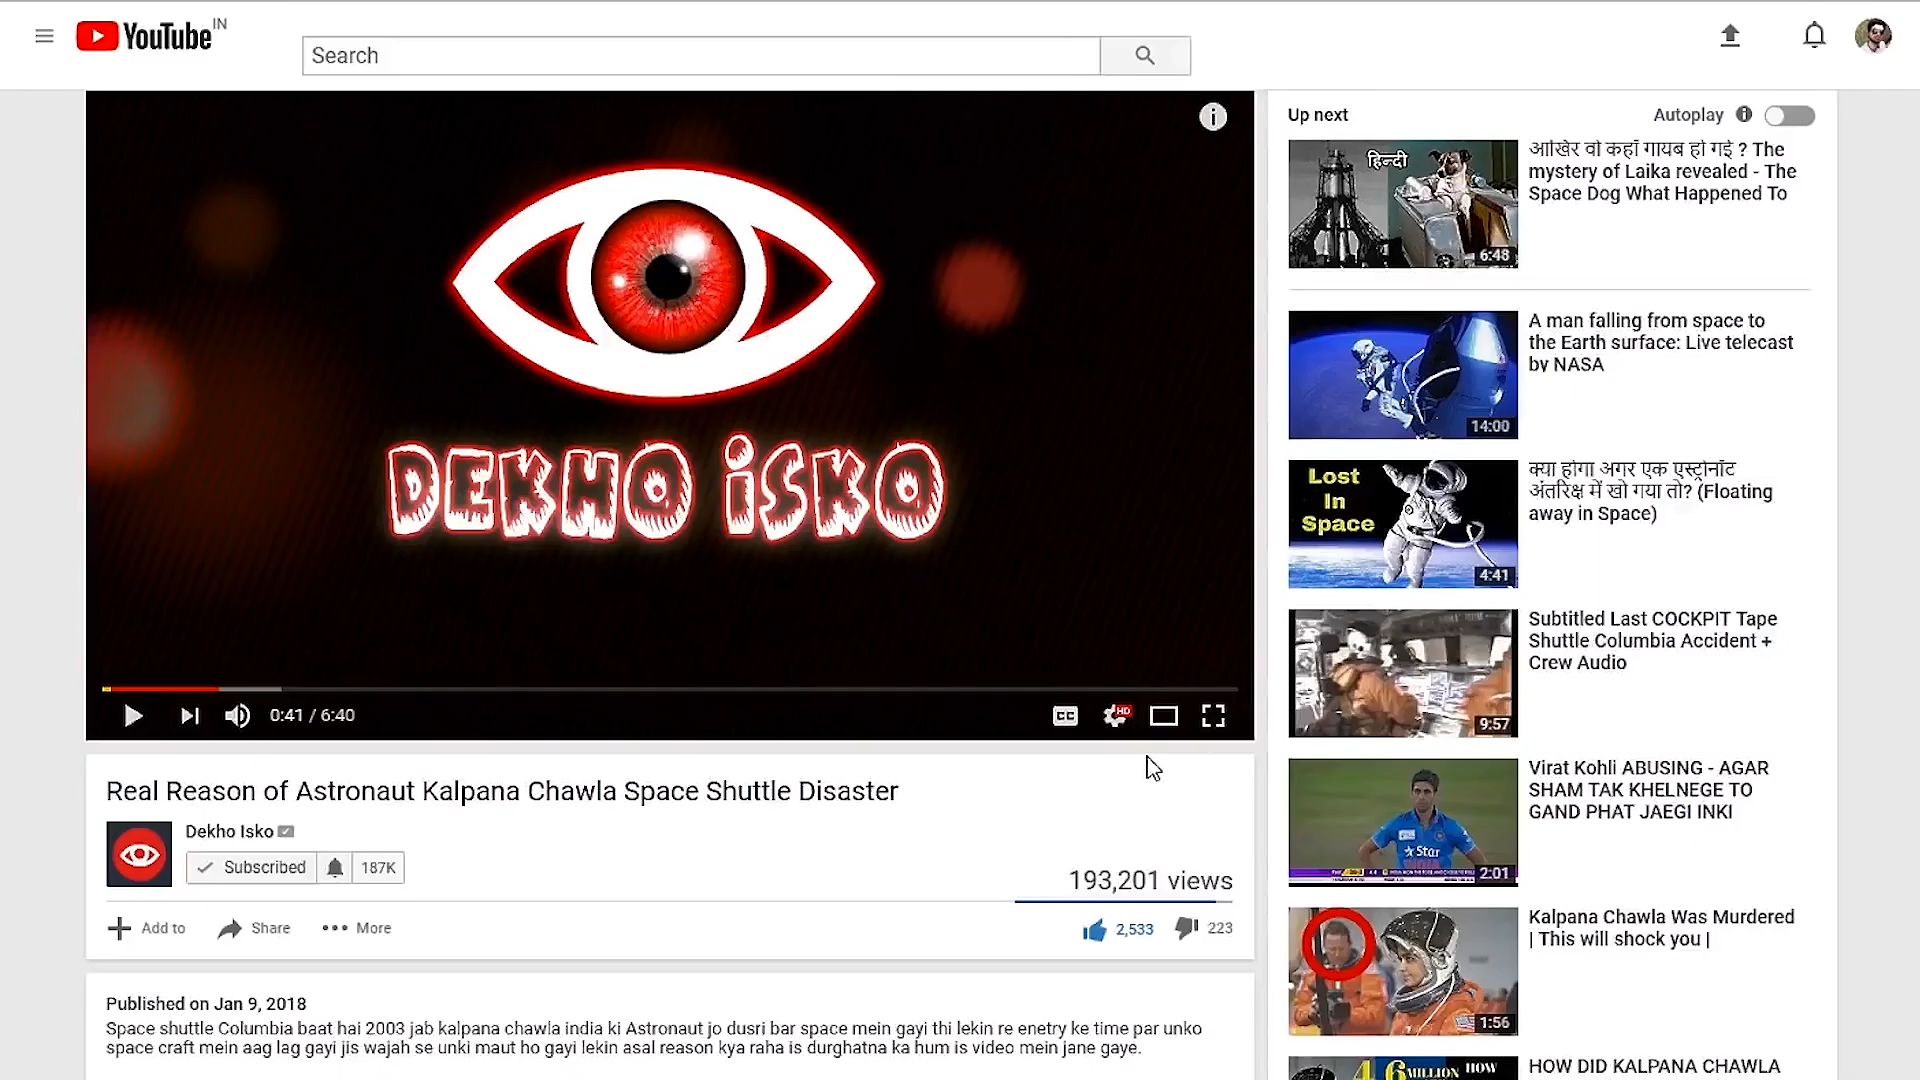 YouTube IN
Search
DEKHO iSKO
0:41 / 6:40
CC
HD
Real Reason of Astronaut Kalpana Chawla Space Shuttle Disaster
Dekho Isko
Subscribed
187K
193,201 views
Add to
Share
More
2,533
223
Published on Jan 9, 2018
Space shuttle Columbia baat hai 2003 jab kalpana chawla india ki Astronaut jo dusri bar space mein gayi thi lekin re enetry ke time par unko
space craft mein aag lag gayi jis wajah se unki maut ho gayi lekin asal reason kya raha is durghatna ka hum is video mein jane gaye.
Up next
Autoplay
हिन्दी
6:48
आखिर वो कहाँ गायब हो गई ? The
mystery of Laika revealed - The
Space Dog What Happened To
14:00
A man falling from space to
the Earth surface: Live telecast
by NASA
Lost
In
Space
4:41
क्या होगा अगर एक एस्ट्रोनॉट
अंतरिक्ष में खो गया तो? (Floating
away in Space)
9:57
Subtitled Last COCKPIT Tape
Shuttle Columbia Accident +
Crew Audio
Star
INDIA
2:01
Virat Kohli ABUSING - AGAR
SHAM TAK KHELNEGE TO
GAND PHAT JAEGI INKI
1:56
Kalpana Chawla Was Murdered
| This will shock you |
4.6 MILLION HOW
HOW DID KALPANA CHAWLA